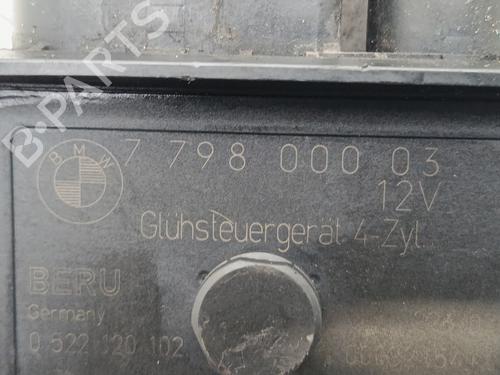 B-PARTS
BMW
7 798 000 03
12V
Glühsteuergerät 4-Zyl.
BERU
Germany
0 522 120 102